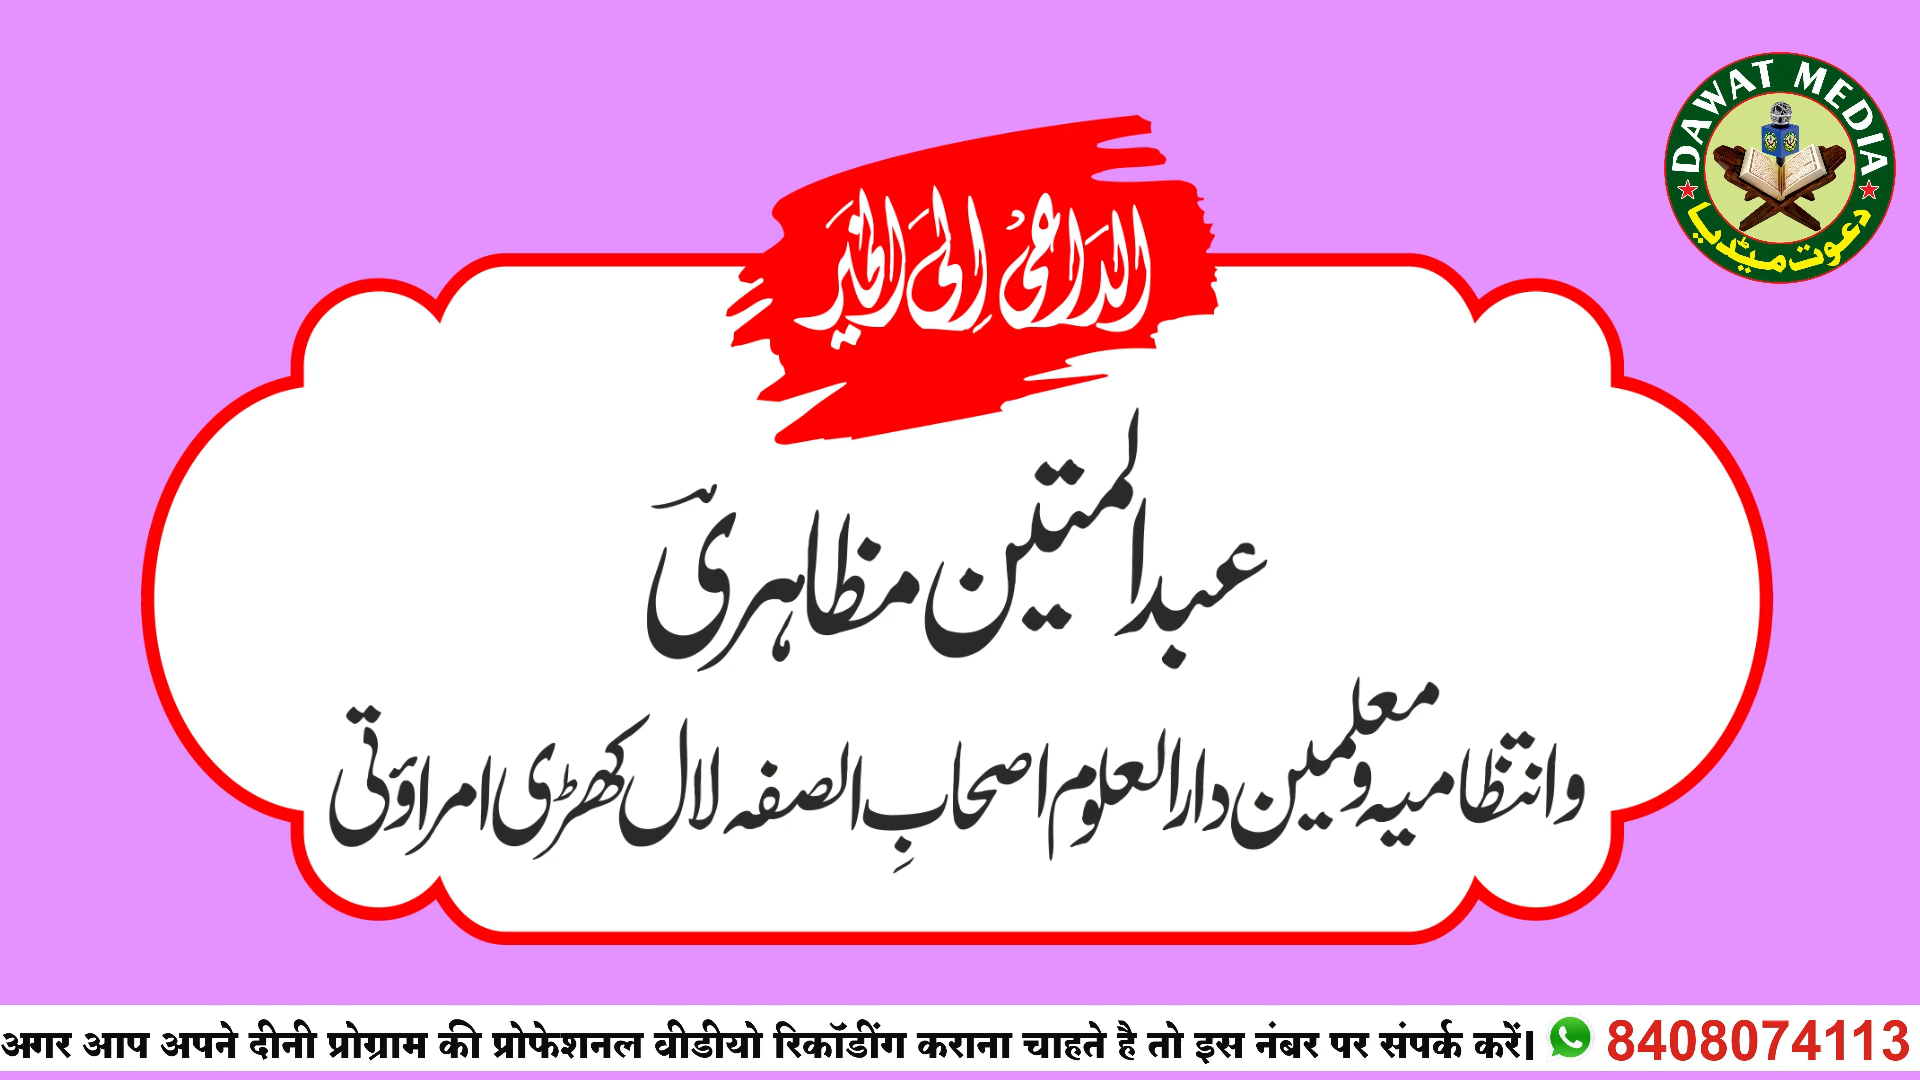 DAWAT MEDIA
دعوت میڈیا
الداعی اِلیَ الخیر
عبدالمتین مظاہری
وانتظامیہ ومعلمین دارالعلوم اصحابِ الصفہ لال کھڑی امراؤتی
अगर आप अपने दीनी प्रोग्राम की प्रोफेशनल वीडीयो रिकॉडींग कराना चाहते है तो इस नंबर पर संपर्क करें। 8408074113